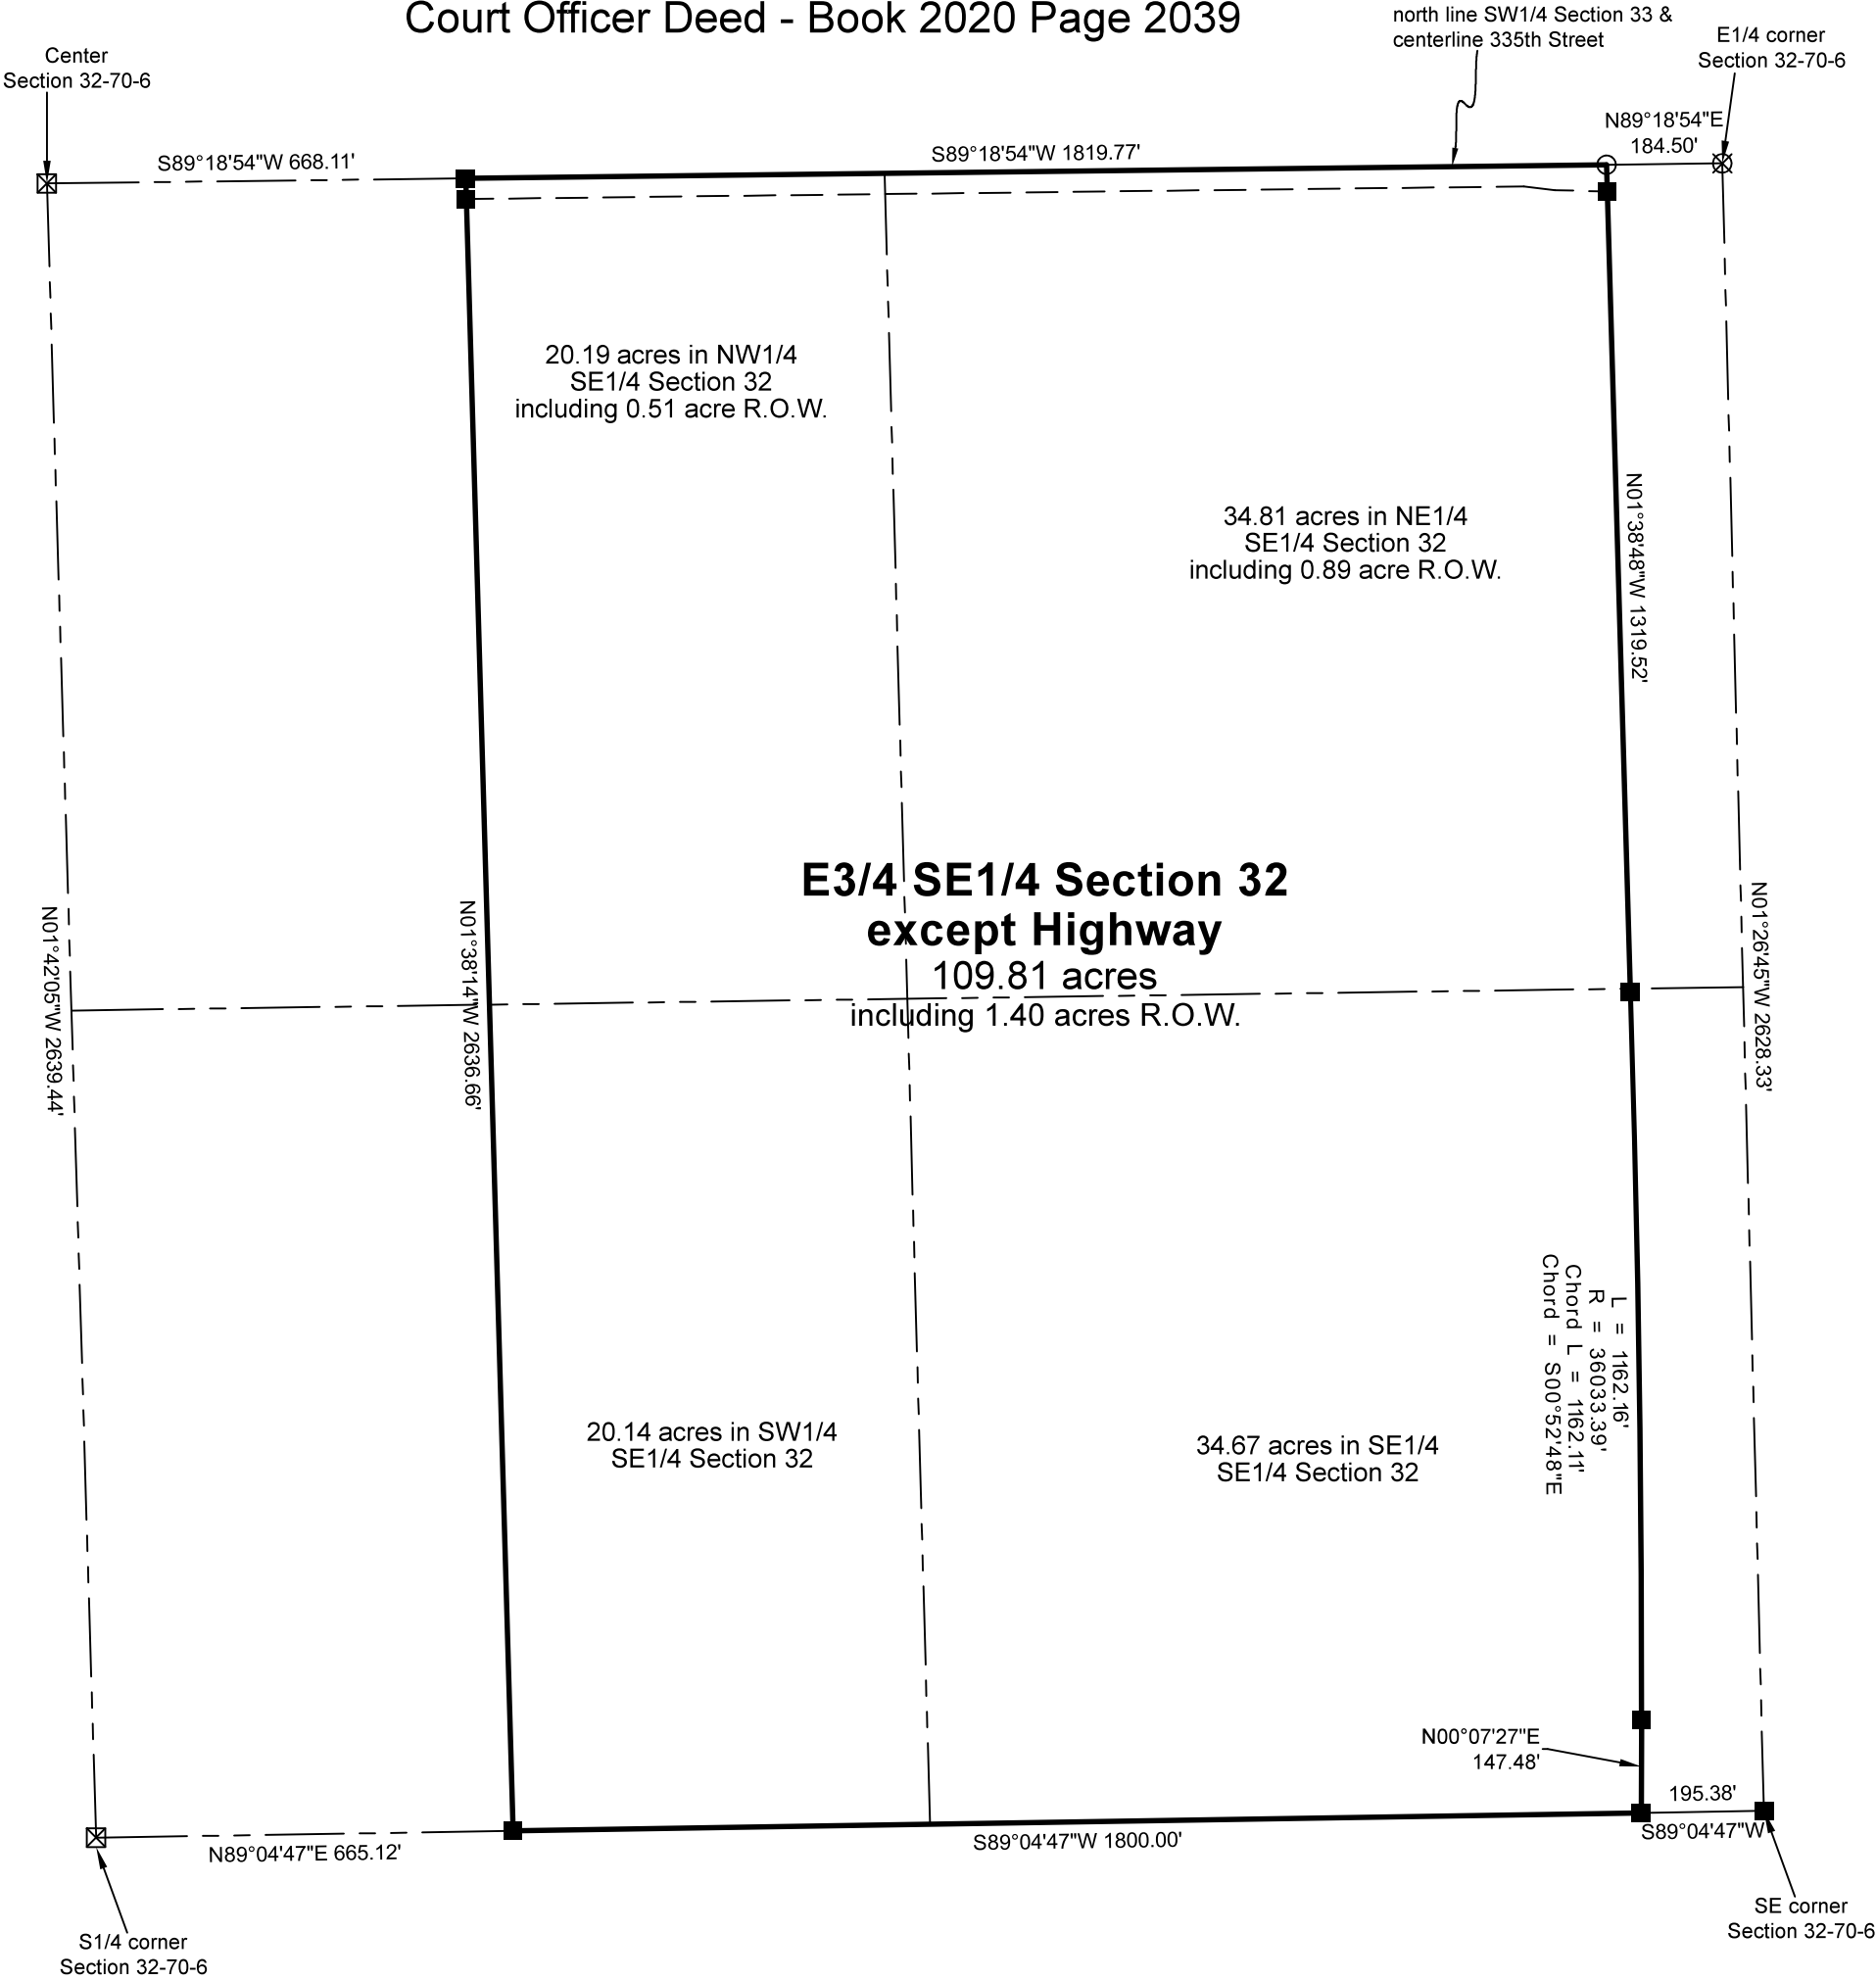 Court Officer Deed - Book 2020 Page 2039
north line SW1/4 Section 33 &
centerline 335th Street
Center
Section 32-70-6
E1/4 corner
Section 32-70-6
S89°18'54"W 668.11'
S89°18'54"W 1819.77'
N89°18'54"E
184.50'
20.19 acres in NW1/4
SE1/4 Section 32
including 0.51 acre R.O.W.
34.81 acres in NE1/4
SE1/4 Section 32
including 0.89 acre R.O.W.
N01°38'48"W 1319.52'
E3/4 SE1/4 Section 32
except Highway
109.81 acres
including 1.40 acres R.O.W.
N01°42'05"W 2639.44'
N01°38'14"W 2636.66'
N01°26'45"W 2628.33'
L = 1162.16'
R = 36033.39'
Chord L = 1162.11'
Chord = S00°52'48"E
20.14 acres in SW1/4
SE1/4 Section 32
34.67 acres in SE1/4
SE1/4 Section 32
N00°07'27"E
147.48'
195.38'
S89°04'47"W
N89°04'47"E 665.12'
S89°04'47"W 1800.00'
SE corner
Section 32-70-6
S1/4 corner
Section 32-70-6